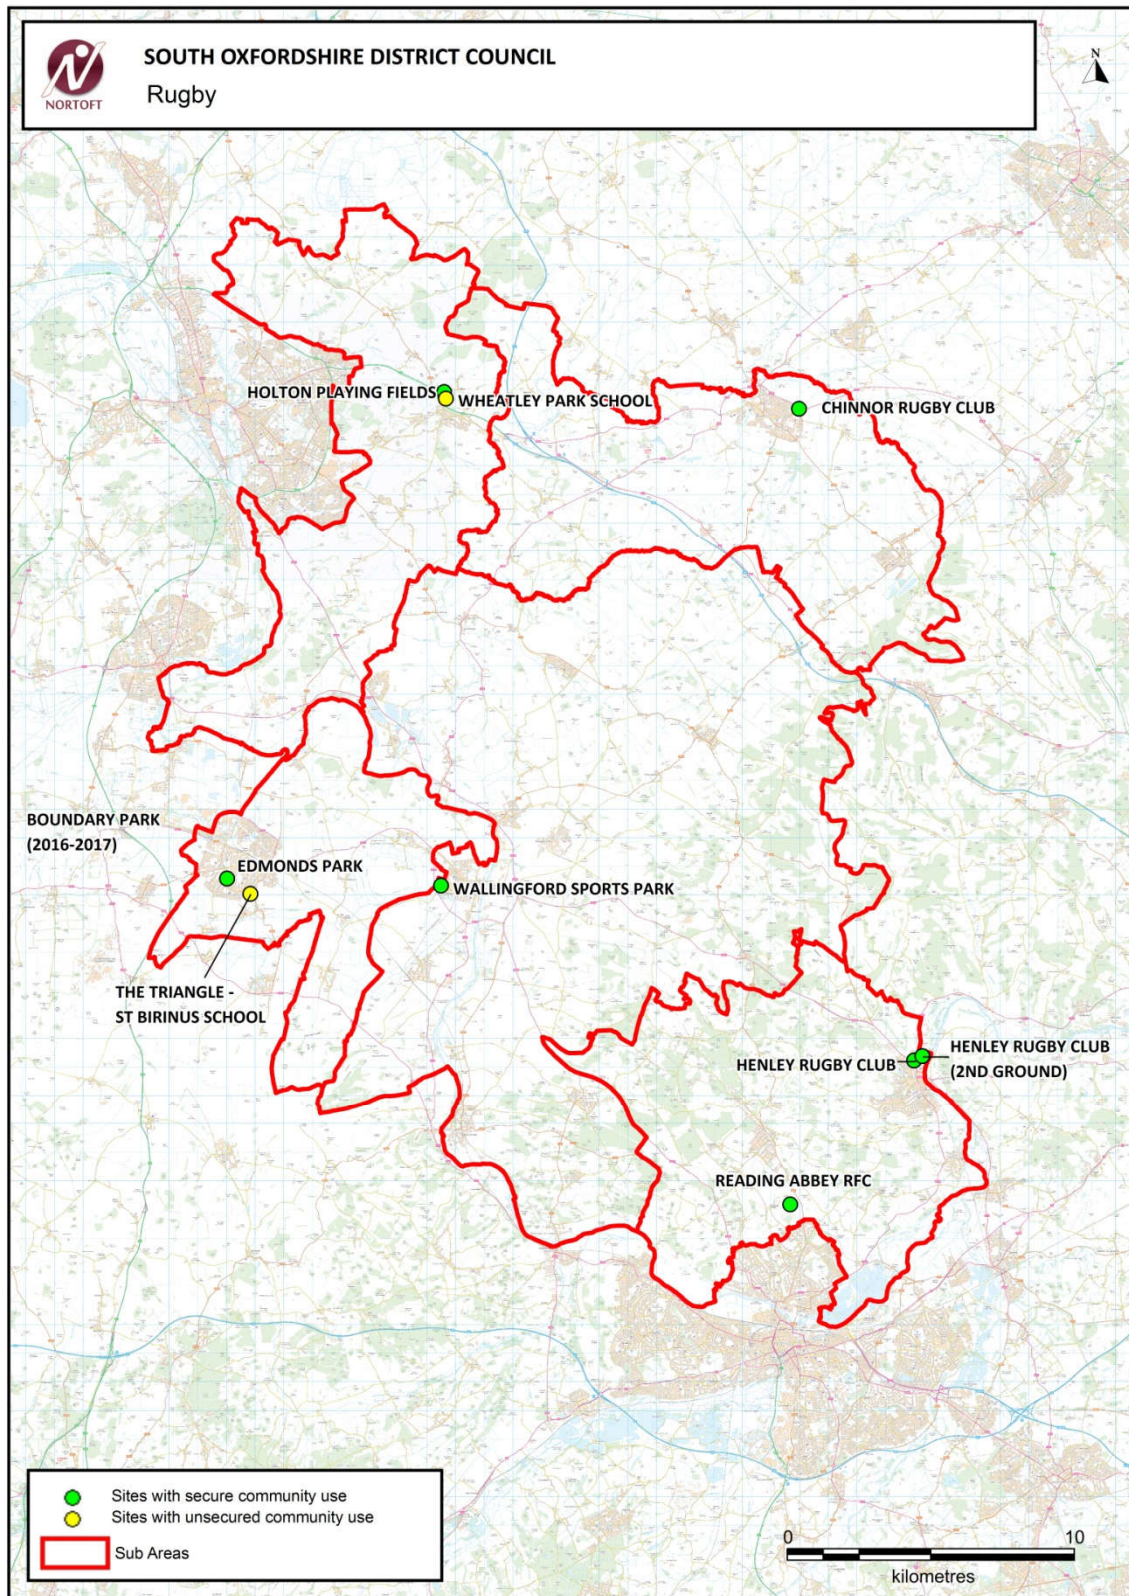 NORTOFT
SOUTH OXFORDSHIRE DISTRICT COUNCIL
Rugby
N
HOLTON PLAYING FIELDS
WHEATLEY PARK SCHOOL
CHINNOR RUGBY CLUB
BOUNDARY PARK
(2016-2017)
EDMONDS PARK
WALLINGFORD SPORTS PARK
THE TRIANGLE -
ST BIRINUS SCHOOL
HENLEY RUGBY CLUB
HENLEY RUGBY CLUB
(2ND GROUND)
READING ABBEY RFC
Sites with secure community use
Sites with unsecured community use
Sub Areas
0 10
kilometres